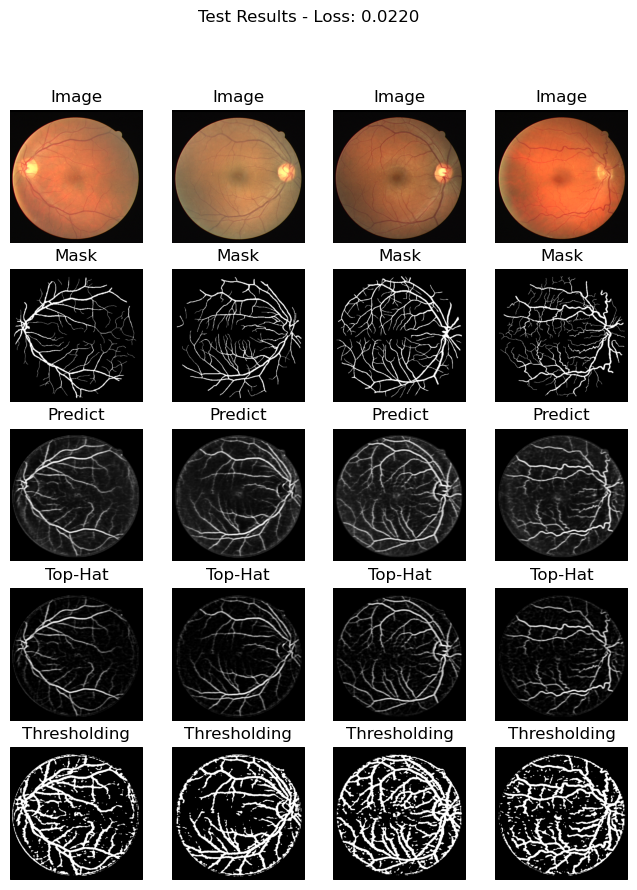 Test Results - Loss: 0.0220
Image Image Image Image
Mask Mask Mask Mask
Predict Predict Predict Predict
Top-Hat Top-Hat Top-Hat Top-Hat
Thresholding Thresholding Thresholding Thresholding